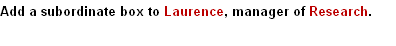 Add a subordinate box to Laurence, manager of Research.